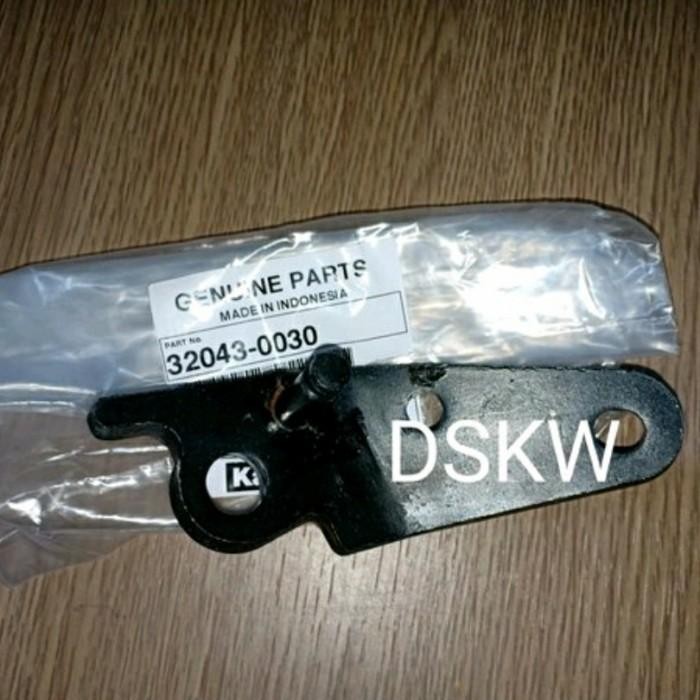 GENUINE PARTS
MADE IN INDONESIA
PART No.
32043-0030
DSKW